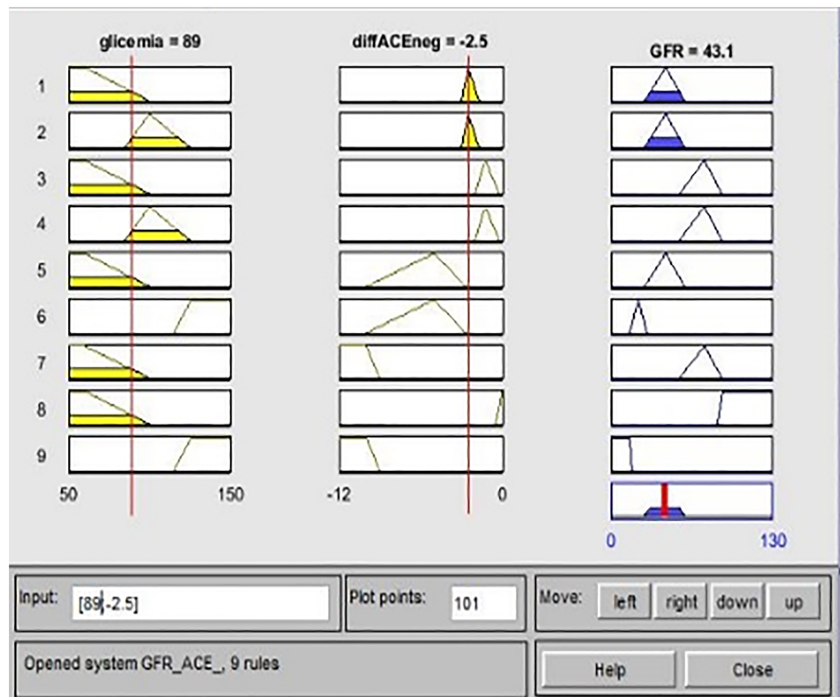 glicemia = 89 diffACEneg = -2.5 GFR = 43.1
1
2
3
4
5
6
7
8
9
50 150 -12 0
0 130
Input: [89;-2.5] Plot points: 101 Move: left right down up
Opened system GFR_ACE_, 9 rules Help Close